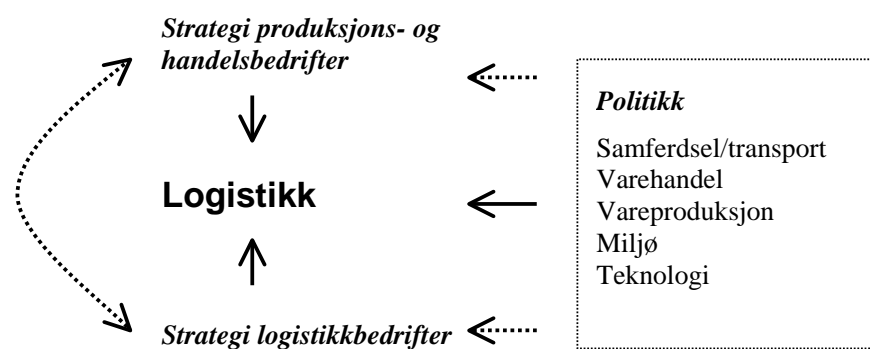 Strategi produksjons- og
handelsbedrifter
Logistikk
Strategi logistikkbedrifter
Politikk
Samferdsel/transport
Varehandel
Vareproduksjon
Miljø
Teknologi